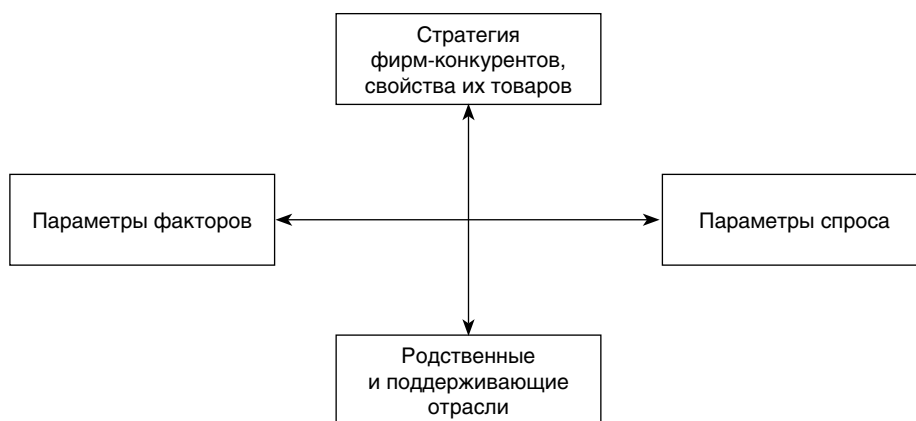 Стратегия
фирм-конкурентов,
свойства их товаров
Параметры факторов
Параметры спроса
Родственные
и поддерживающие
отрасли